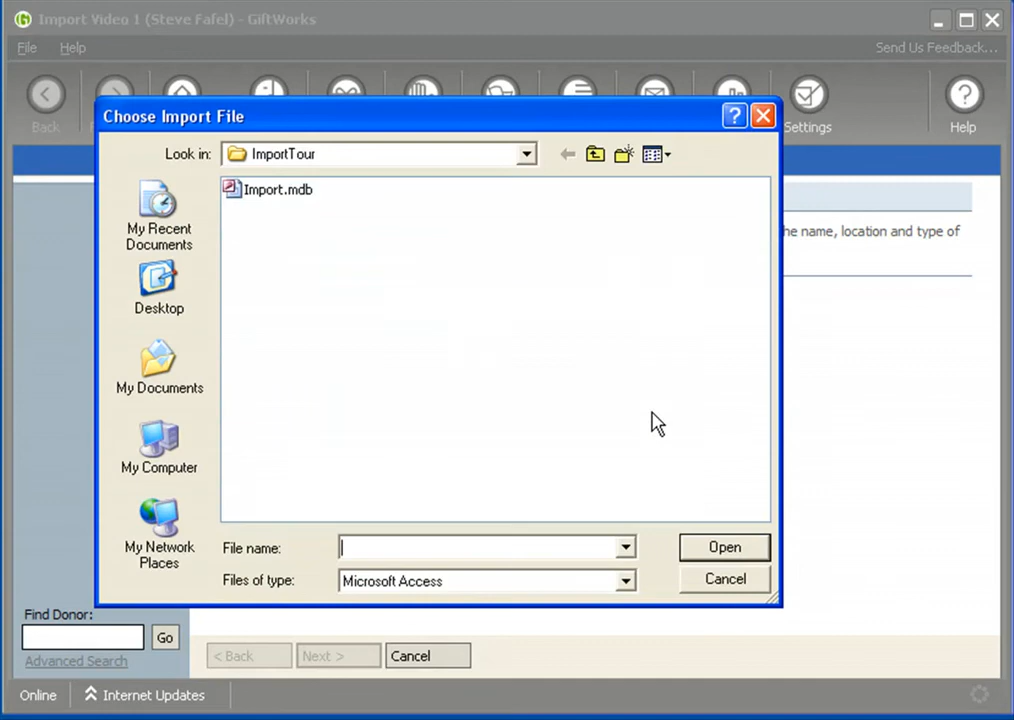 Import Video 1 (Steve Fafel) - GiftWorks
File Help Send Us Feedback...
Back Settings Help
Choose Import File
Look in: ImportTour
Import.mdb
My Recent
Documents
Desktop
My Documents
My Computer
My Network
Places
he name, location and type of
File name: Open
Files of type: Microsoft Access Cancel
Find Donor:
Go
Advanced Search
< Back Next > Cancel
Online Internet Updates